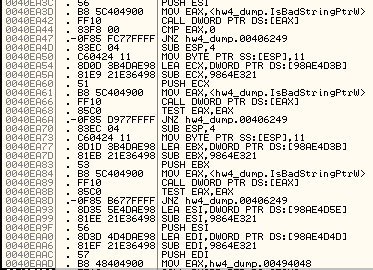 0040EA3C . 56 PUSH ESI
0040EA3D . B8 5C404900 MOV EAX,<hw4_dump.IsBadStringPtrW>
0040EA42 . FF10 CALL DWORD PTR DS:[EAX]
0040EA44 . 83F8 00 CMP EAX,0
0040EA47 .-0F85 FC77FFFF JNZ hw4_dump.00406249
0040EA4D . 83EC 04 SUB ESP,4
0040EA50 . C60424 11 MOV BYTE PTR SS:[ESP],11
0040EA54 . 8D0D 3B4DAE98 LEA ECX,DWORD PTR DS:[98AE4D3B]
0040EA5A . 81E9 21E36498 SUB ECX,9864E321
0040EA60 . 51 PUSH ECX
0040EA61 . B8 5C404900 MOV EAX,<hw4_dump.IsBadStringPtrW>
0040EA66 . FF10 CALL DWORD PTR DS:[EAX]
0040EA68 . 85C0 TEST EAX,EAX
0040EA6A .-0F85 D977FFFF JNZ hw4_dump.00406249
0040EA70 . 83EC 04 SUB ESP,4
0040EA73 . C60424 11 MOV BYTE PTR SS:[ESP],11
0040EA77 . 8D1D 3B4DAE98 LEA EBX,DWORD PTR DS:[98AE4D3B]
0040EA7D . 81EB 21E36498 SUB EBX,9864E321
0040EA83 . 53 PUSH EBX
0040EA84 . B8 5C404900 MOV EAX,<hw4_dump.IsBadStringPtrW>
0040EA89 . FF10 CALL DWORD PTR DS:[EAX]
0040EA8B . 85C0 TEST EAX,EAX
0040EA8D .-0F85 B677FFFF JNZ hw4_dump.00406249
0040EA93 . 8D35 5E4DAE98 LEA ESI,DWORD PTR DS:[98AE4D5E]
0040EA99 . 81EE 21E36498 SUB ESI,9864E321
0040EA9F . 56 PUSH ESI
0040EAA0 . 8D3D 4D4DAE98 LEA EDI,DWORD PTR DS:[98AE4D4D]
0040EAA6 . 81EF 21E36498 SUB EDI,9864E321
0040EAAC . 57 PUSH EDI
0040EAAD . B8 48404900 MOV EAX,hw4_dump.00494048